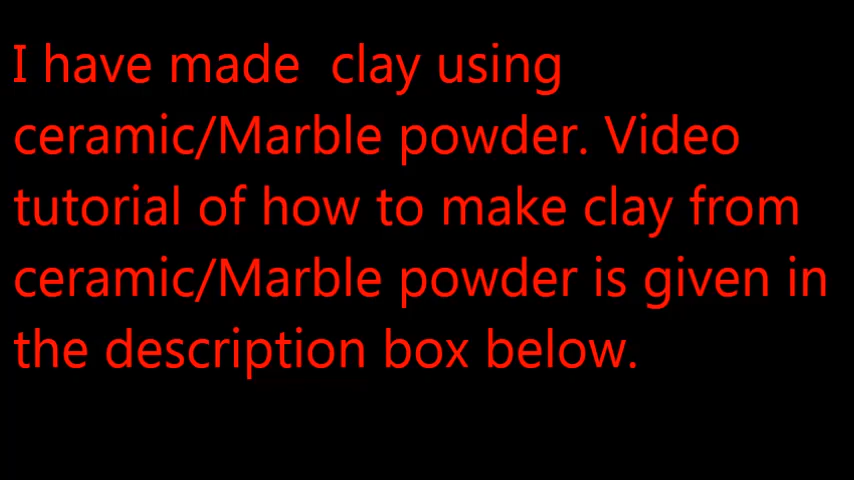 I have made  clay using
ceramic/Marble powder. Video
tutorial of how to make clay from
ceramic/Marble powder is given in
the description box below.